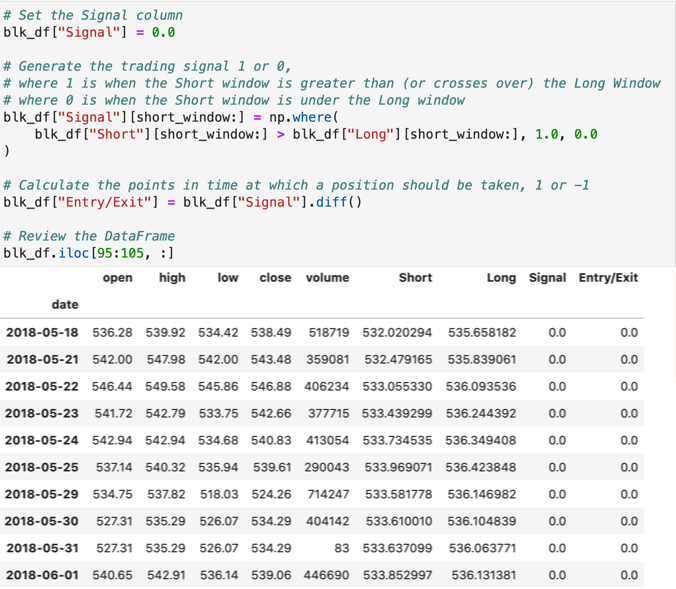 # Set the Signal column
blk_df["Signal"] = 0.0
# Generate the trading signal 1 or 0,
# where 1 is when the Short window is greater than (or crosses over) the Long Window
# where 0 is when the Short window is under the Long window
blk_df["Signal"][short_window:] = np.where(
    blk_df["Short"][short_window:] > blk_df["Long"][short_window:], 1.0, 0.0
)
# Calculate the points in time at which a position should be taken, 1 or -1
blk_df["Entry/Exit"] = blk_df["Signal"].diff()
# Review the DataFrame
blk_df.iloc[95:105, :]
open high low close volume Short Long Signal Entry/Exit
date
2018-05-18 536.28 539.92 534.42 538.49 518719 532.020294 535.658182 0.0 0.0
2018-05-21 542.00 547.98 542.00 543.48 359081 532.479165 535.839061 0.0 0.0
2018-05-22 546.44 549.58 545.86 546.88 406234 533.055330 536.093536 0.0 0.0
2018-05-23 541.72 542.79 533.75 542.66 377715 533.439299 536.244392 0.0 0.0
2018-05-24 542.94 542.94 534.68 540.83 413054 533.734535 536.349408 0.0 0.0
2018-05-25 537.14 540.32 535.94 539.61 290043 533.969071 536.423848 0.0 0.0
2018-05-29 534.75 537.82 518.03 524.26 714247 533.581778 536.146982 0.0 0.0
2018-05-30 527.31 535.29 526.07 534.29 404142 533.610010 536.104839 0.0 0.0
2018-05-31 527.31 535.29 526.07 534.29 83 533.637099 536.063771 0.0 0.0
2018-06-01 540.65 542.91 536.14 539.06 446690 533.852997 536.131381 0.0 0.0